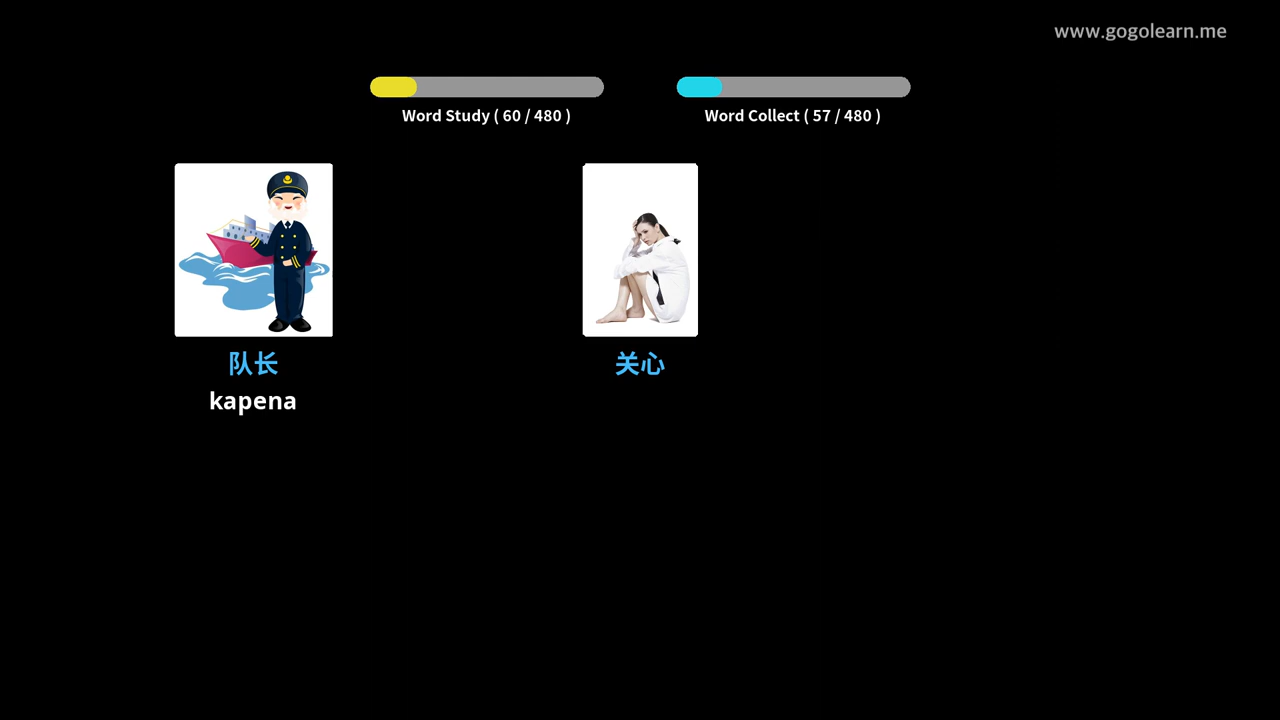 www.gogolearn.me
Word Study ( 60 / 480 )
Word Collect ( 57 / 480 )
队长
关心
kapena